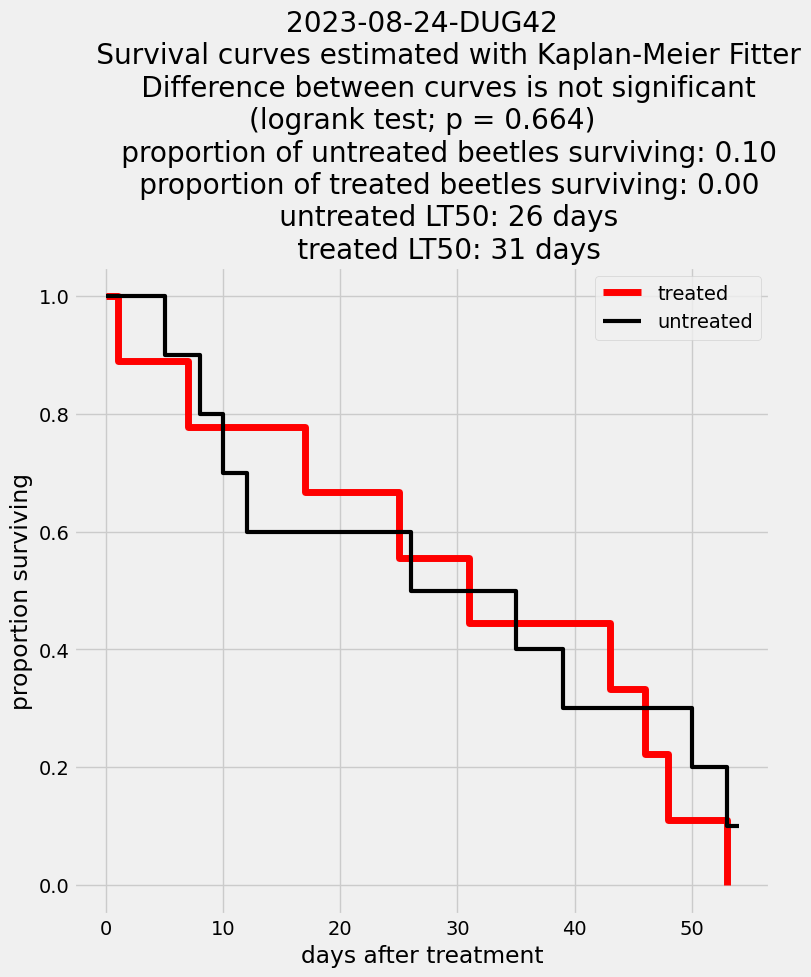 2023-08-24-DUG42
Survival curves estimated with Kaplan-Meier Fitter
Difference between curves is not significant
(logrank test; p = 0.664)
proportion of untreated beetles surviving: 0.10
proportion of treated beetles surviving: 0.00
untreated LT50: 26 days
treated LT50: 31 days
treated
untreated
proportion surviving
1.0
0.8
0.6
0.4
0.2
0.0
0 10 20 30 40 50
days after treatment